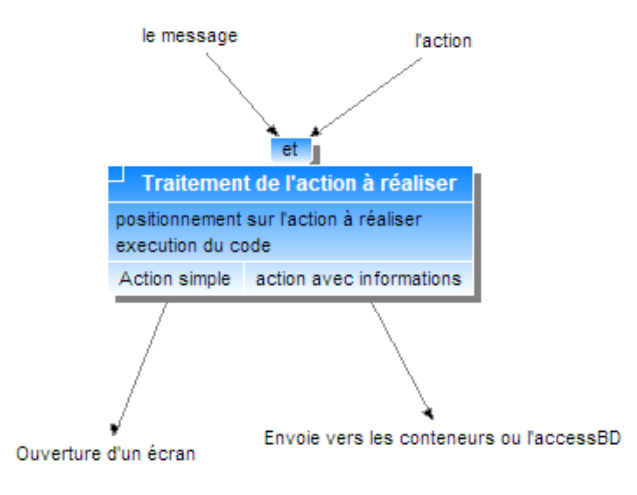 le message
l'action
et
Traitement de l'action à réaliser
positionnement sur l'action à réaliser
execution du code
Action simple
action avec informations
Ouverture d'un écran
Envoie vers les conteneurs ou l'accessBD